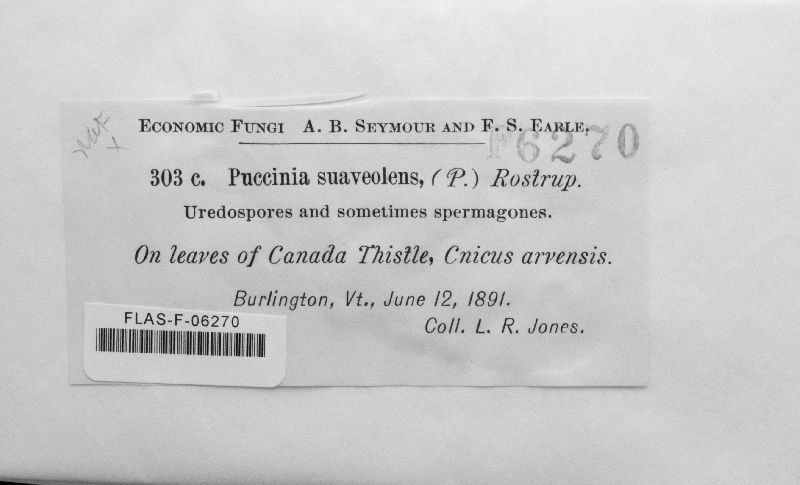 ECONOMIC FUNGI A. B. SEYMOUR AND F. S. EARLE.
F6270
303 c. Puccinia suaveolens, (P.) Rostrup.
Uredospores and sometimes spermagones.
On leaves of Canada Thistle, Cnicus arvensis.
Burlington, Vt., June 12, 1891.
Coll. L. R. Jones.
FLAS-F-06270